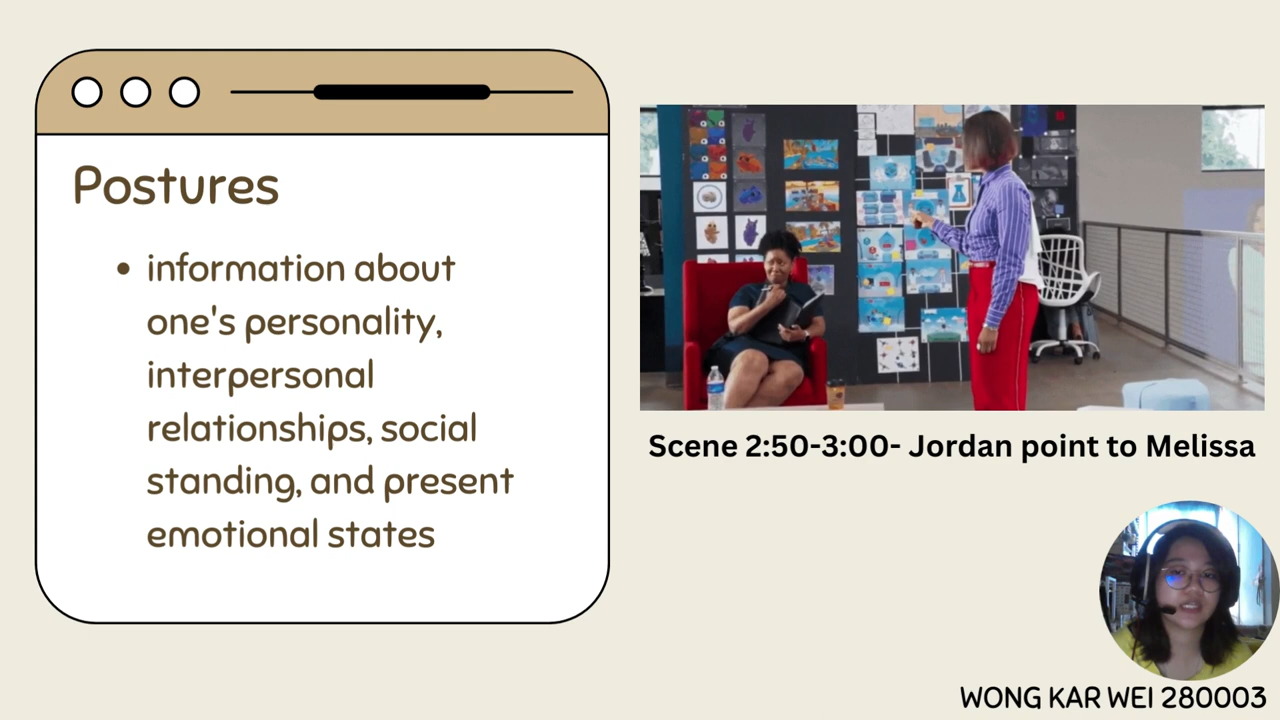 Postures
• information about
one's personality,
interpersonal
relationships, social
standing, and present
emotional states
Scene 2:50-3:00- Jordan point to Melissa
WONG KAR WEI 280003